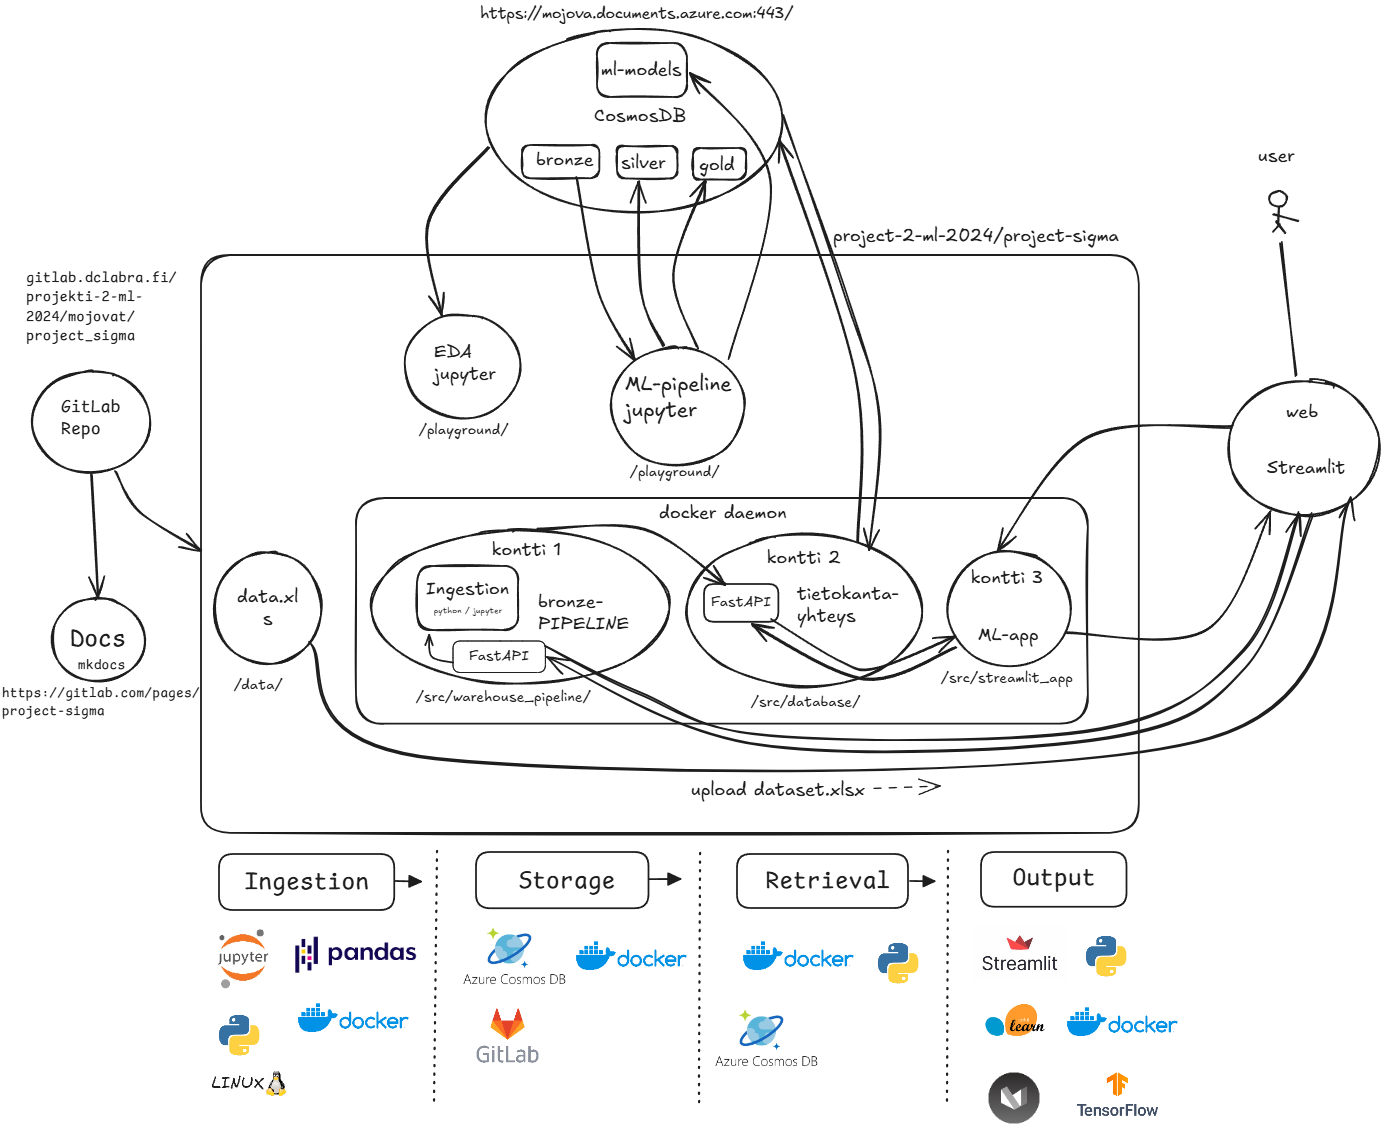 https://mojova.documents.azure.com:443/
ml-models
CosmosDB
bronze
silver
gold
user
project-2-ml-2024/project-sigma
gitlab.dclabra.fi/
projekti-2-ml-
2024/mojovat/
project_sigma
GitLab
Repo
EDA
jupyter
/playground/
ML-pipeline
jupyter
/playground/
web
Streamlit
docker daemon
kontti 1
Ingestion
python / jupyter
bronze-
PIPELINE
FastAPI
/src/warehouse_pipeline/
kontti 2
FastAPI
tietokanta-
yhteys
/src/database/
kontti 3
ML-app
/src/streamlit_app
data.xl
s
/data/
Docs
mkdocs
https://gitlab.com/pages/
project-sigma
upload dataset.xlsx
Ingestion
Storage
Retrieval
Output
jupyter
pandas
docker
LINUX
Azure Cosmos DB
docker
GitLab
docker
Azure Cosmos DB
Streamlit
learn
docker
TensorFlow